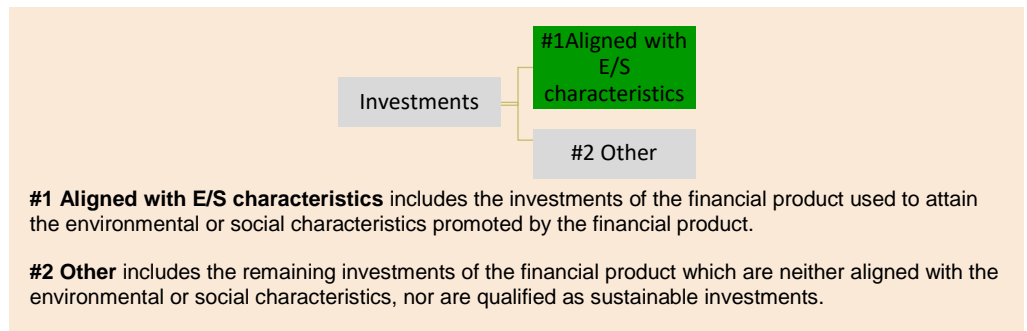 #1Aligned with
E/S
characteristics
Investments
#2 Other
#1 Aligned with E/S characteristics includes the investments of the financial product used to attain
the environmental or social characteristics promoted by the financial product.
#2 Other includes the remaining investments of the financial product which are neither aligned with the
environmental or social characteristics, nor are qualified as sustainable investments.